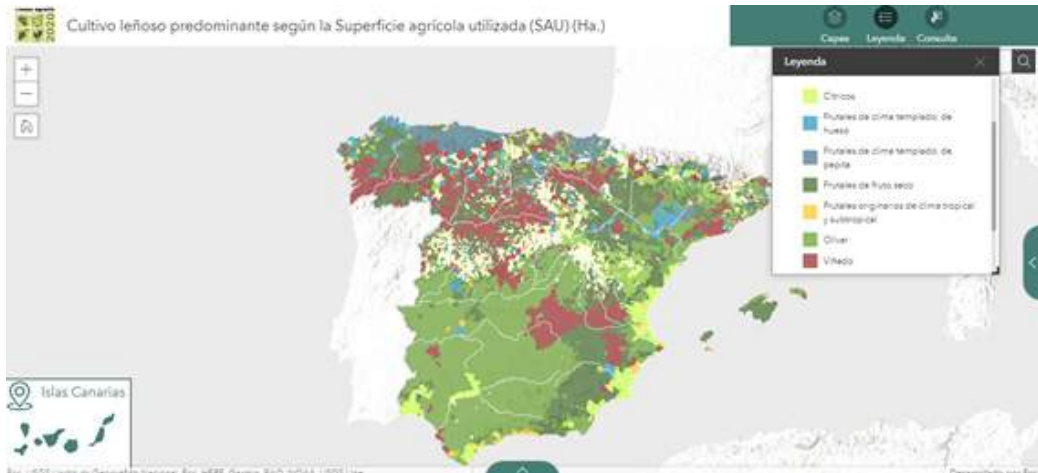 2020
Cultivo leñoso predominante según la Superficie agrícola utilizada (SAU) (Ha.)
Capas
Leyenda
Consulta
+
−
Leyenda
Cítricos
Frutales de clima templado, de
hueso
Frutales de clima templado, de
pepita
Frutales de fruto seco
Frutales originarios de clima tropical
y subtropical
Olivar
Viñedo
Islas Canarias